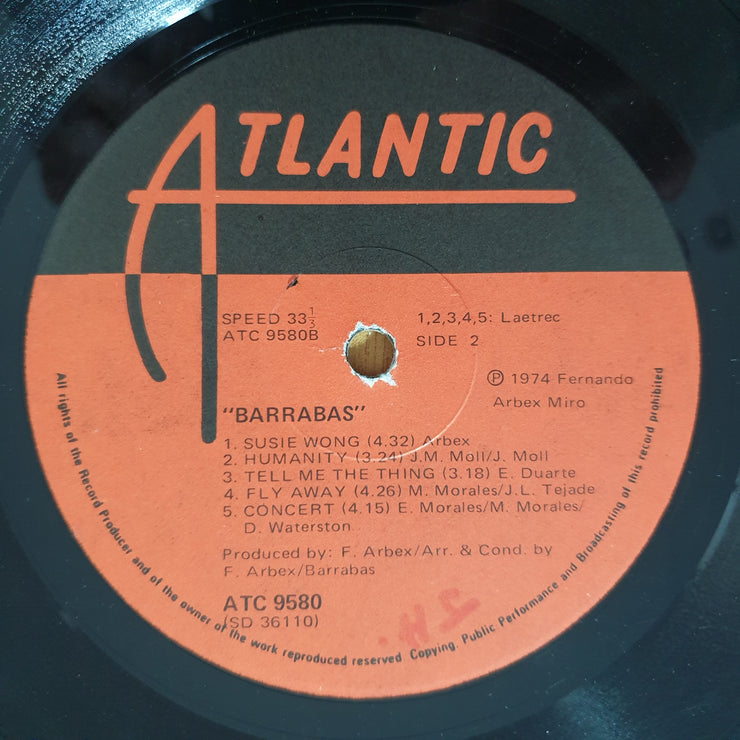 ATLANTIC
SPEED 33⅓
ATC 9580B
1,2,3,4,5: Laetrec
SIDE 2
℗ 1974 Fernando
Arbex Miro
"BARRABAS"
1. SUSIE WONG (4.32) Arbex
2. HUMANITY (3.24) J.M. Moll/J. Moll
3. TELL ME THE THING (3.18) E. Duarte
4. FLY AWAY (4.26) M. Morales/J.L. Tejade
5. CONCERT (4.15) E. Morales/M. Morales/
D. Waterston
Produced by: F. Arbex/Arr. & Cond. by
F. Arbex/Barrabas
ATC 9580
(SD 36110)
All rights of the Record Producer and of the owner of the work reproduced reserved. Copying, Public Performance and Broadcasting of this record prohibited